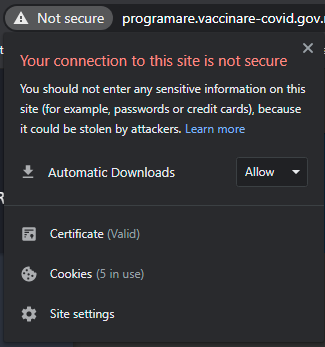 Not secure programare.vaccinare-covid.gov.
Your connection to this site is not secure
You should not enter any sensitive information on
this site (for example, passwords or credit cards), because
it could be stolen by attackers. Learn more
Automatic Downloads Allow
Certificate (Valid)
Cookies (5 in use)
Site settings